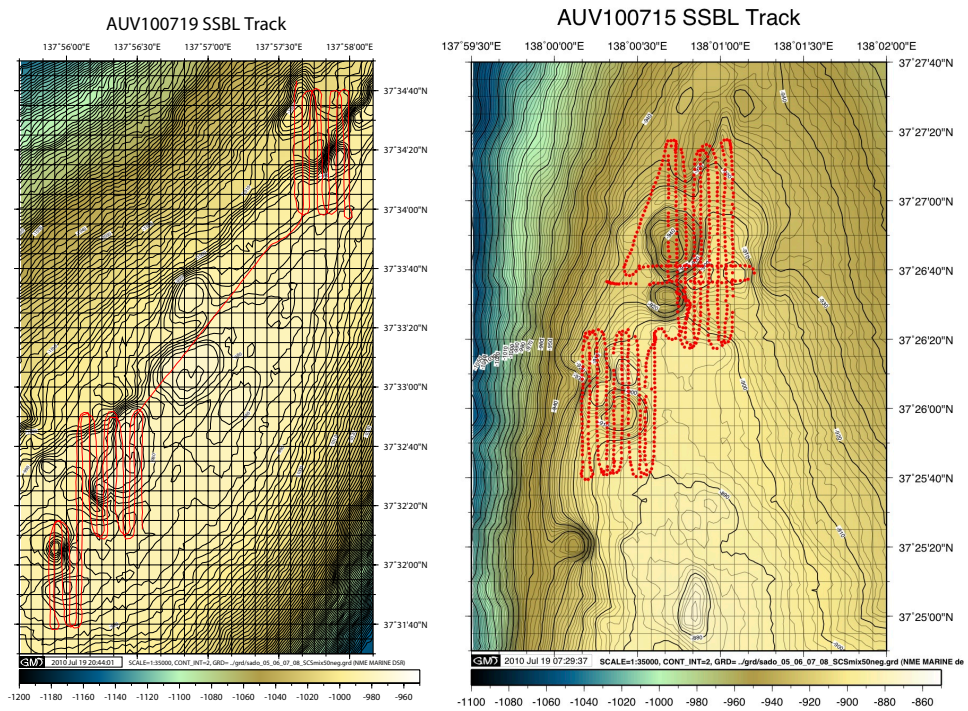 AUV100719 SSBL Track
137°56'00"E 137°56'30"E 137°57'00"E 137°57'30"E 137°58'00"E
37°34'40"N
37°34'20"N
37°34'00"N
37°33'40"N
37°33'20"N
37°33'00"N
37°32'40"N
37°32'20"N
37°32'00"N
37°31'40"N
GMD 2010 Jul 19 20:44:01 SCALE=1:35000, CONT_INT=2, GRD= ../grd/sado_05_06_07_08_SCSmix50neg.grd (NME MARINE DSR)
-1200 -1180 -1160 -1140 -1120 -1100 -1080 -1060 -1040 -1020 -1000 -980 -960
AUV100715 SSBL Track
137°59'30"E 138°00'00"E 138°00'30"E 138°01'00"E 138°01'30"E 138°02'00"E
37°27'40"N
37°27'20"N
37°27'00"N
37°26'40"N
37°26'20"N
37°26'00"N
37°25'40"N
37°25'20"N
37°25'00"N
GMD 2010 Jul 19 07:29:37 SCALE=1:35000, CONT_INT=2, GRD= ../grd/sado_05_06_07_08_SCSmix50neg.grd (NME MARINE de
-1100 -1080 -1060 -1040 -1020 -1000 -980 -960 -940 -920 -900 -880 -860